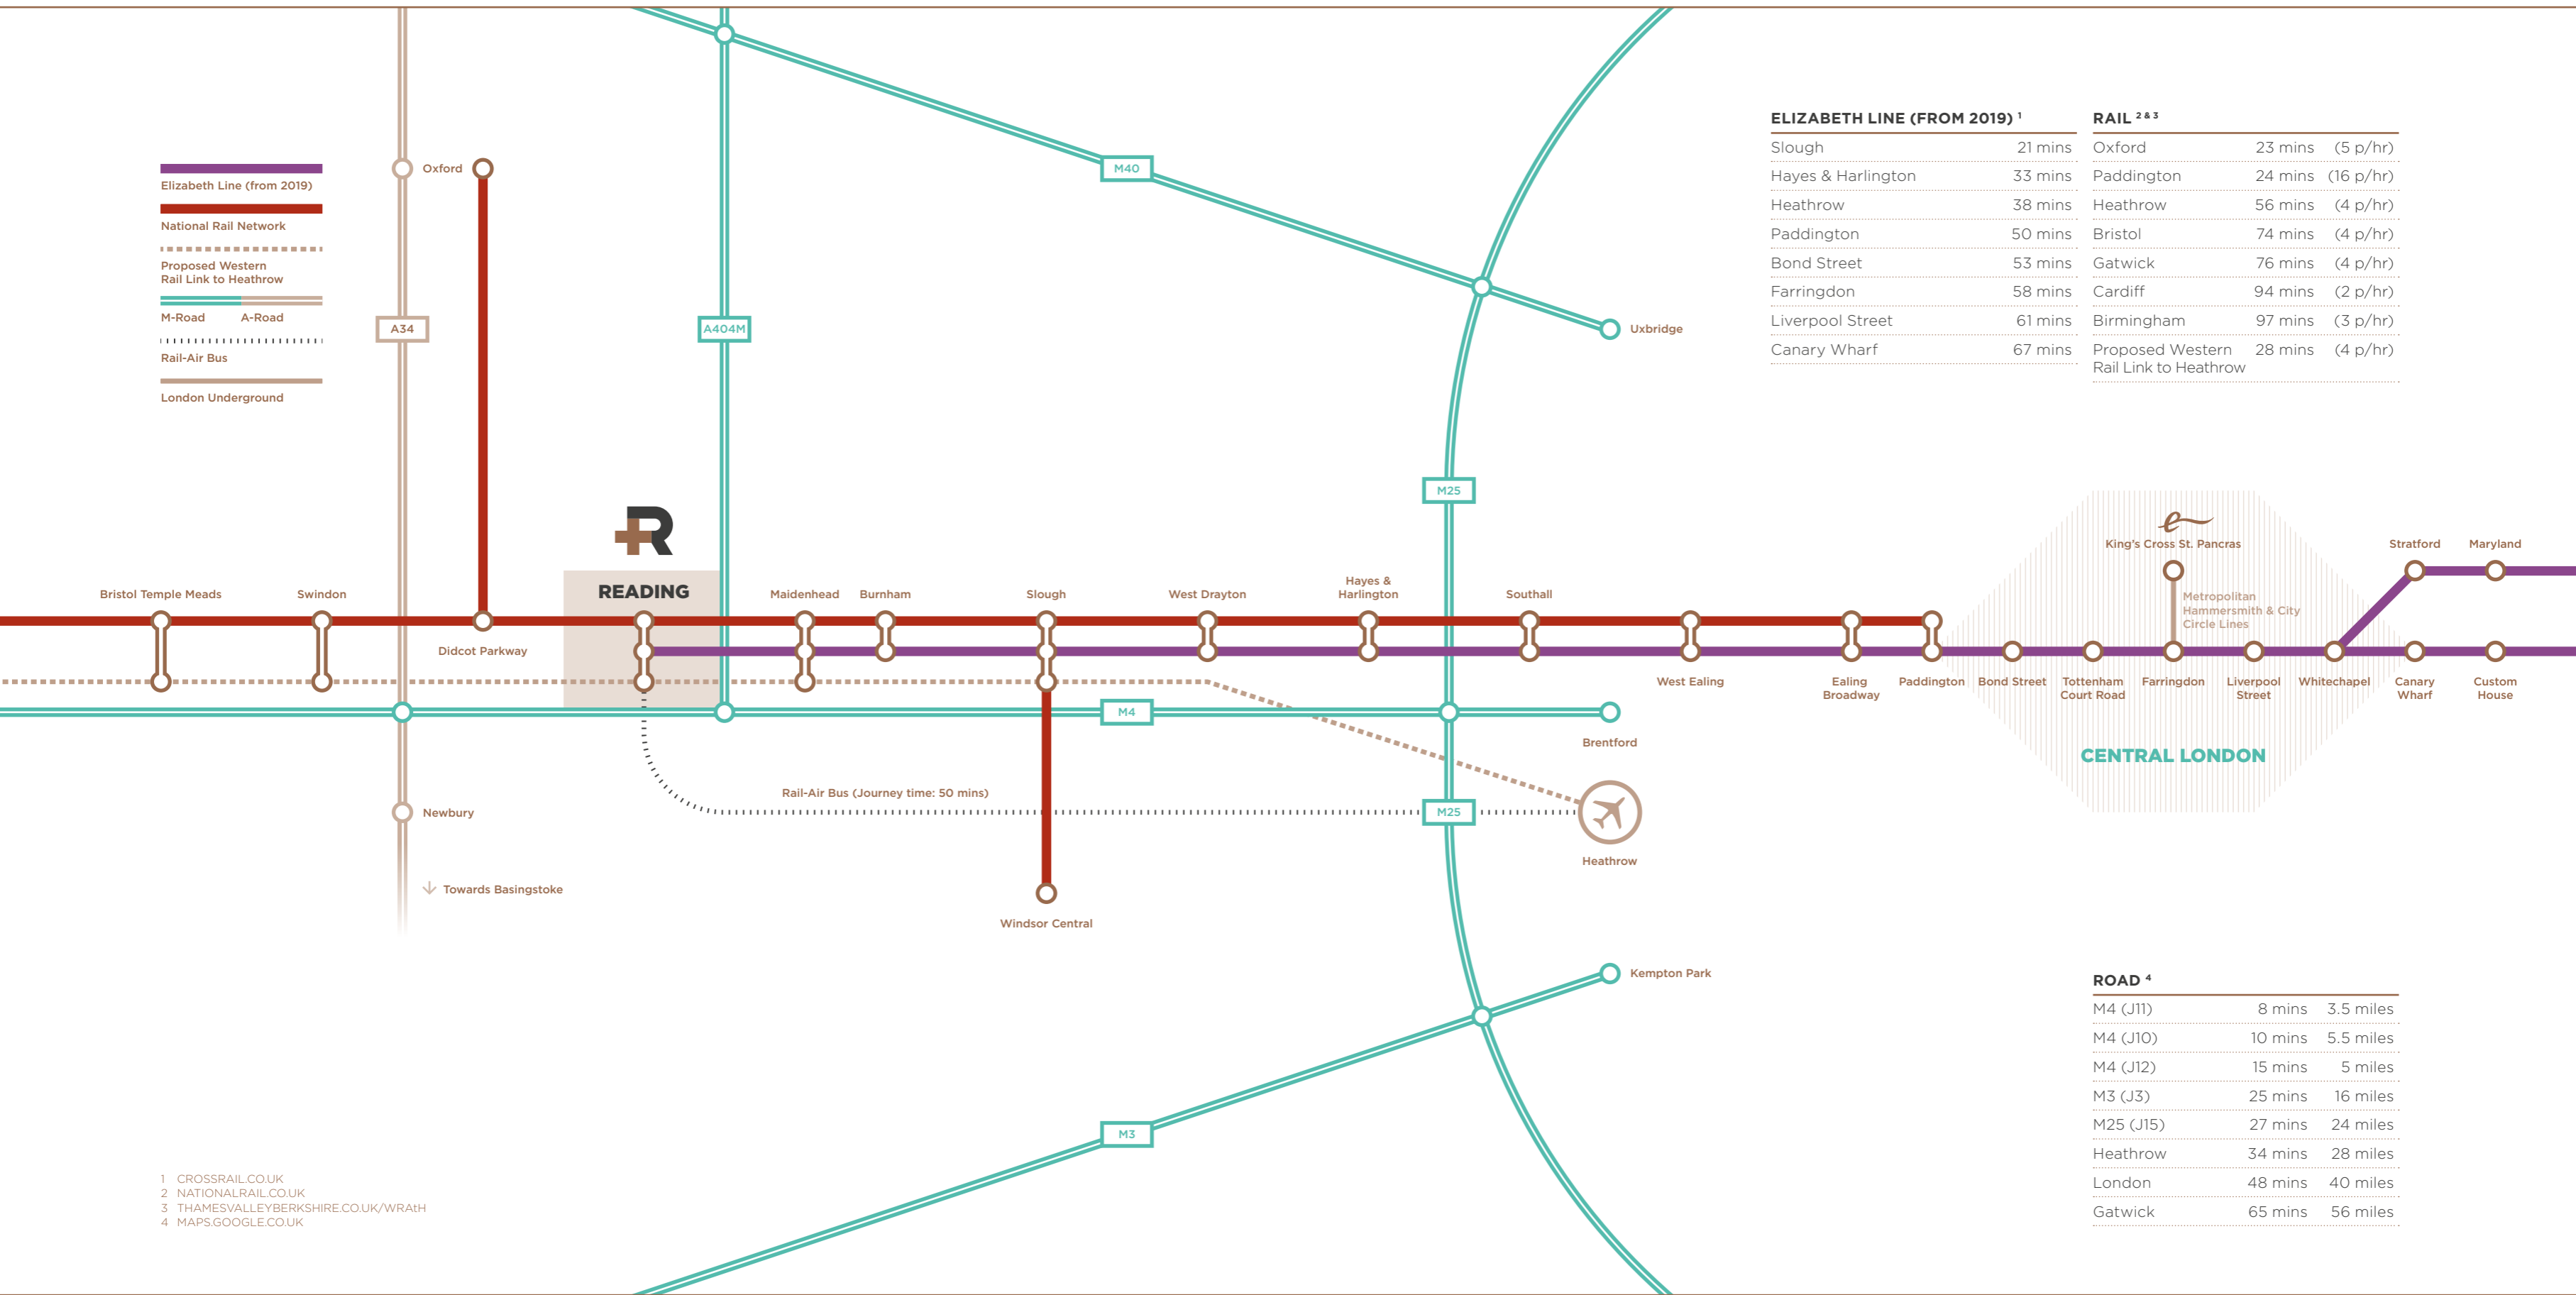 ELIZABETH LINE (FROM 2019) 1
Slough 21 mins
Hayes & Harlington 33 mins
Heathrow 38 mins
Paddington 50 mins
Bond Street 53 mins
Farringdon 58 mins
Liverpool Street 61 mins
Canary Wharf 67 mins
RAIL 2 & 3
Oxford 23 mins (5 p/hr)
Paddington 24 mins (16 p/hr)
Heathrow 56 mins (4 p/hr)
Bristol 74 mins (4 p/hr)
Gatwick 76 mins (4 p/hr)
Cardiff 94 mins (2 p/hr)
Birmingham 97 mins (3 p/hr)
Proposed Western 28 mins (4 p/hr)
Rail Link to Heathrow
Elizabeth Line (from 2019)
National Rail Network
Proposed Western
Rail Link to Heathrow
M-Road A-Road
Rail-Air Bus
London Underground
Oxford
A34
A404M
M40
Uxbridge
M25
R
READING
Bristol Temple Meads
Swindon
Didcot Parkway
Maidenhead
Burnham
Slough
West Drayton
Hayes &
Harlington
Southall
West Ealing
Ealing
Broadway
Paddington
Bond Street
Tottenham
Court Road
Farringdon
Liverpool
Street
Whitechapel
Canary
Wharf
Custom
House
e
King's Cross St. Pancras
Metropolitan
Hammersmith & City
Circle Lines
Stratford
Maryland
CENTRAL LONDON
M4
Brentford
Rail-Air Bus (Journey time: 50 mins)
M25
Heathrow
Newbury
Towards Basingstoke
Windsor Central
Kempton Park
M3
ROAD 4
M4 (J11) 8 mins 3.5 miles
M4 (J10) 10 mins 5.5 miles
M4 (J12) 15 mins 5 miles
M3 (J3) 25 mins 16 miles
M25 (J15) 27 mins 24 miles
Heathrow 34 mins 28 miles
London 48 mins 40 miles
Gatwick 65 mins 56 miles
1 CROSSRAIL.CO.UK
2 NATIONALRAIL.CO.UK
3 THAMESVALLEYBERKSHIRE.CO.UK/WRAtH
4 MAPS.GOOGLE.CO.UK